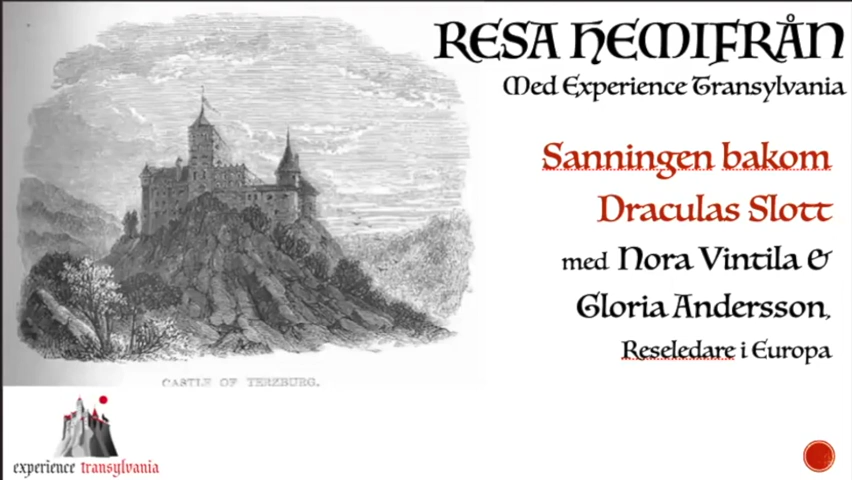 RESA HEMIFRÅN
Med Experience Transylvania
Sanningen bakom
Draculas Slott
med Nora Vintila &
Gloria Andersson,
Reseledare i Europa
CASTLE OF TERZBURG.
experience transylvania